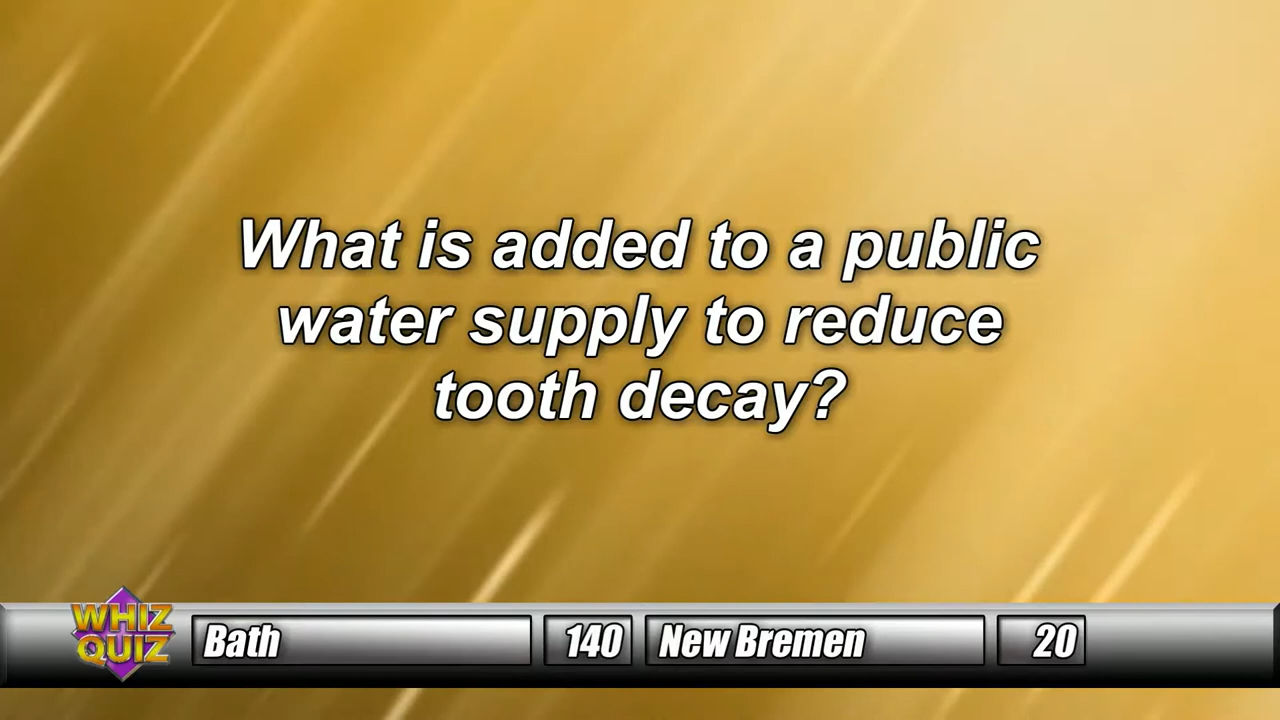 What is added to a public
water supply to reduce
tooth decay?
WHIZ
QUIZ
Bath 140 New Bremen 20